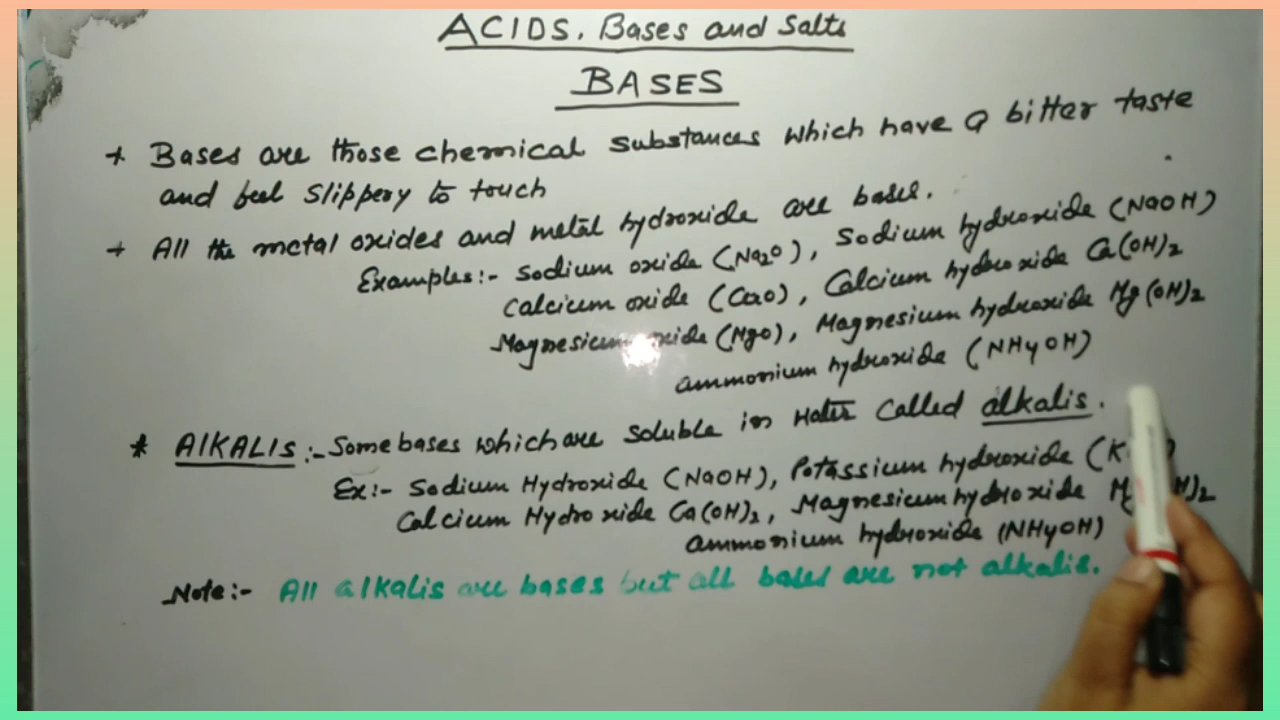 ACIDS, Bases and Salts
BASES
+ Bases are those chemical substances which have a bitter taste
and feel slippery to touch
+ All the metal oxides and metal hydroxide are bases.
Examples:- Sodium oxide (Na2O), Sodium hydroxide (NaOH)
Calcium oxide (CaO), Calcium hydroxide Ca(OH)2
Magnesium (MgO), Magnesium hydroxide Mg(OH)2
ammonium hydroxide (NH4OH)
* AlKALIS:- Some bases which are soluble in water called alkalis.
Ex:- Sodium Hydroxide (NaOH), Potassium hydroxide
Calcium Hydroxide Ca(OH)2, Magnesium hydroxide
ammonium hydroxide (NH4OH)
Note:- All alkalis are bases but all bases are not alkalis.